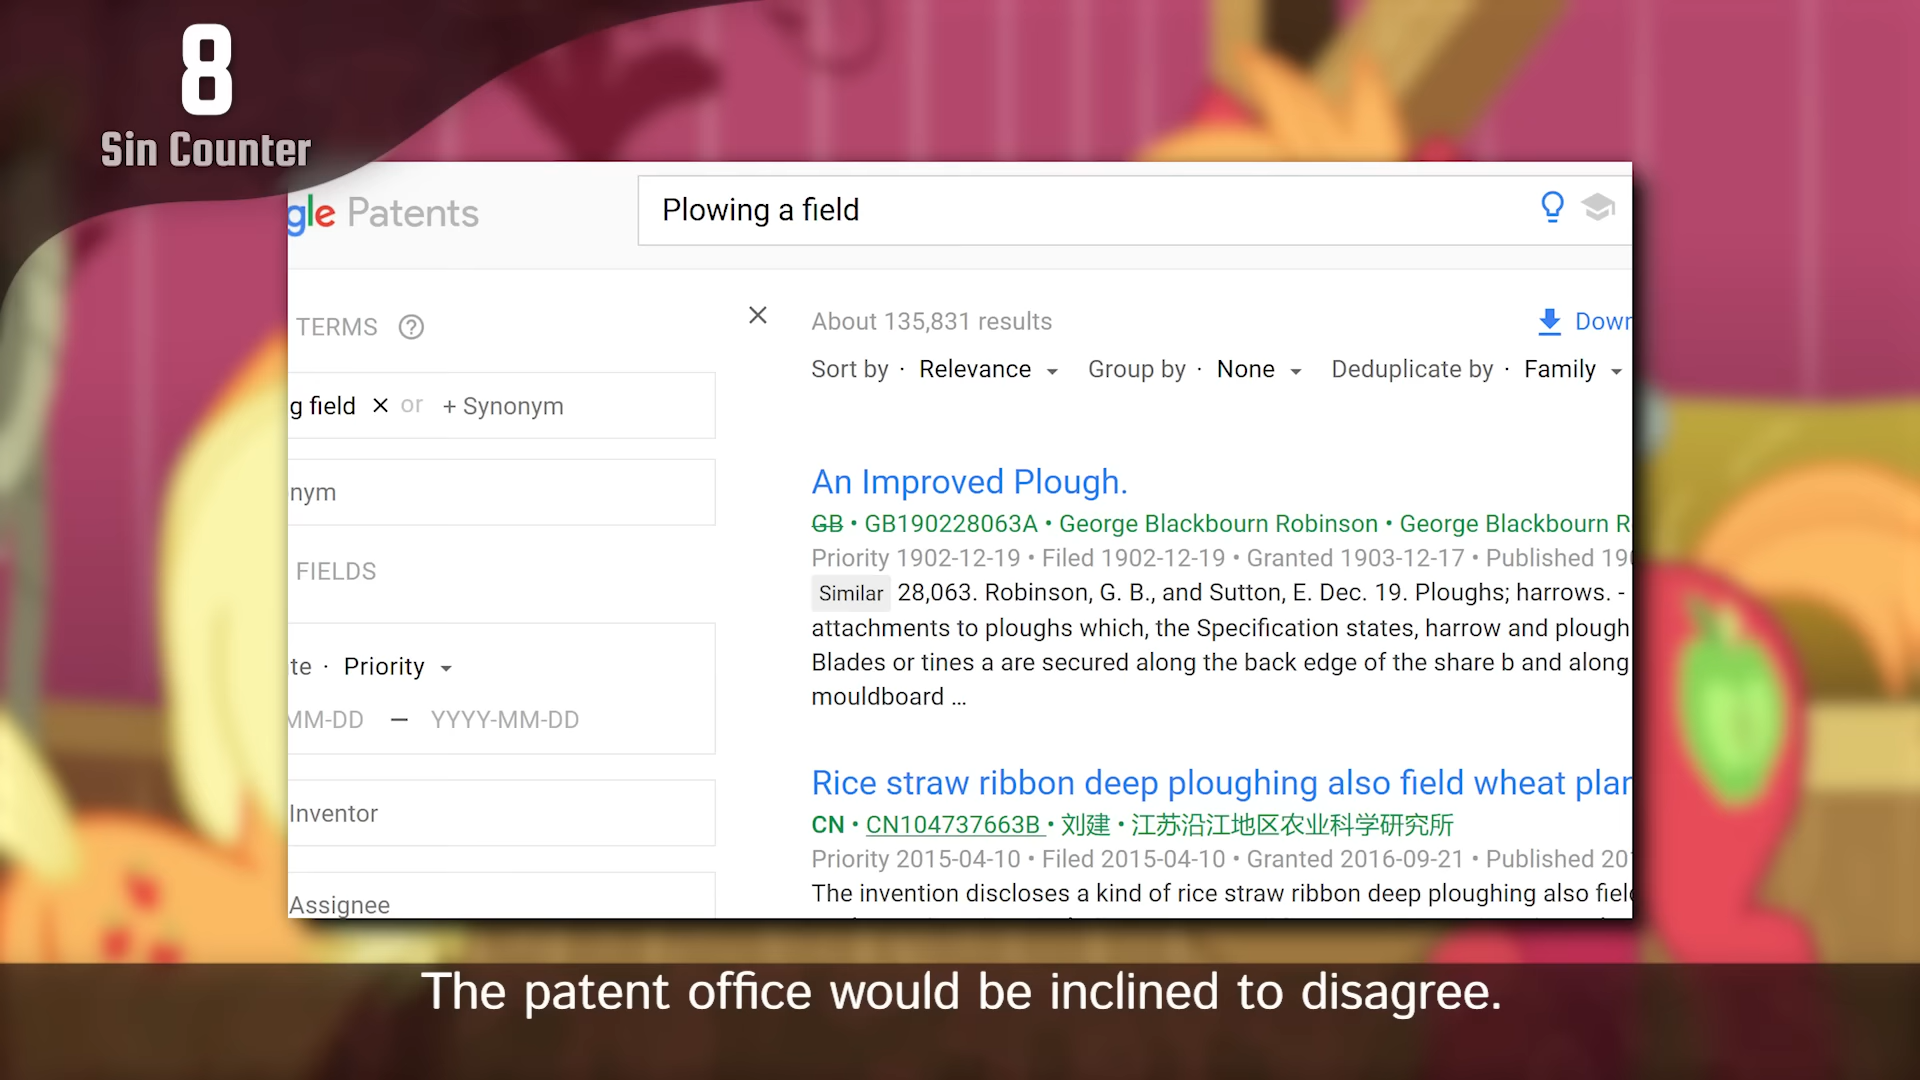 8
Sin Counter
gle Patents
Plowing a field
TERMS
g field × or + Synonym
nym
FIELDS
te · Priority
MM-DD — YYYY-MM-DD
Inventor
Assignee
About 135,831 results
Down
Sort by · Relevance Group by · None Deduplicate by · Family
An Improved Plough.
GB • GB190228063A • George Blackbourn Robinson • George Blackbourn R
Priority 1902-12-19 • Filed 1902-12-19 • Granted 1903-12-17 • Published 190
Similar 28,063. Robinson, G. B., and Sutton, E. Dec. 19. Ploughs; harrows. -
attachments to ploughs which, the Specification states, harrow and plough
Blades or tines a are secured along the back edge of the share b and along
mouldboard ...
Rice straw ribbon deep ploughing also field wheat plan
CN • CN104737663B • 刘建 • 江苏沿江地区农业科学研究所
Priority 2015-04-10 • Filed 2015-04-10 • Granted 2016-09-21 • Published 20
The invention discloses a kind of rice straw ribbon deep ploughing also field
The patent office would be inclined to disagree.